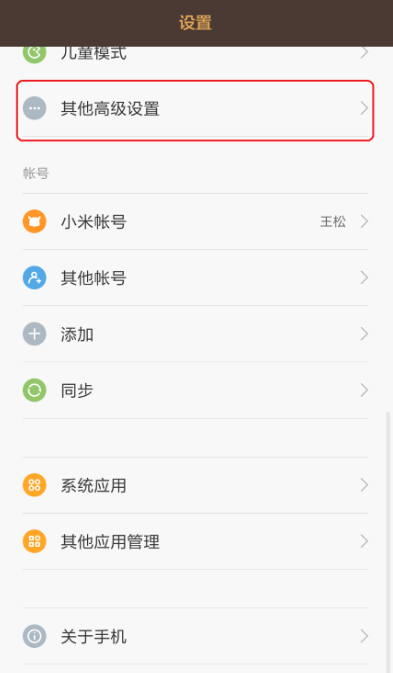 设置
儿童模式
其他高级设置
帐号
小米帐号 王松
其他帐号
添加
同步
系统应用
其他应用管理
关于手机